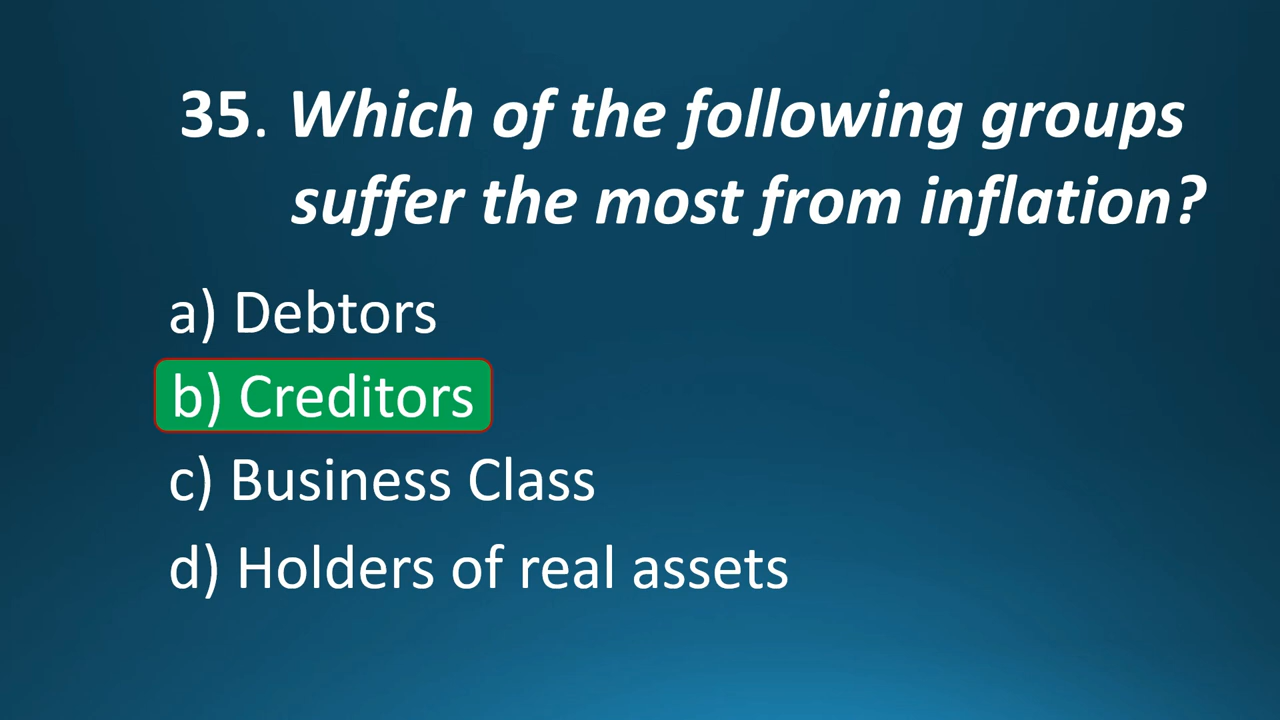 35. Which of the following groups
suffer the most from inflation?
a) Debtors
b) Creditors
c) Business Class
d) Holders of real assets